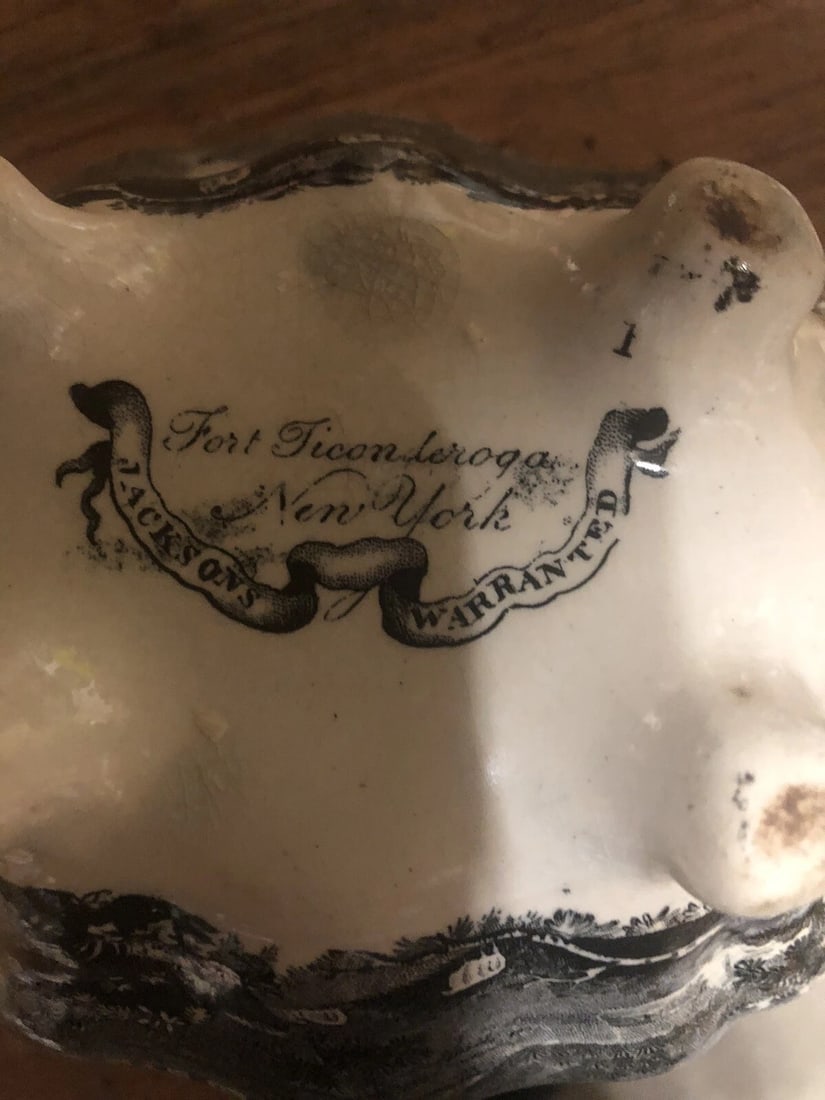 1
Fort Ticonderoga
New York
JACKSONS WARRANTED